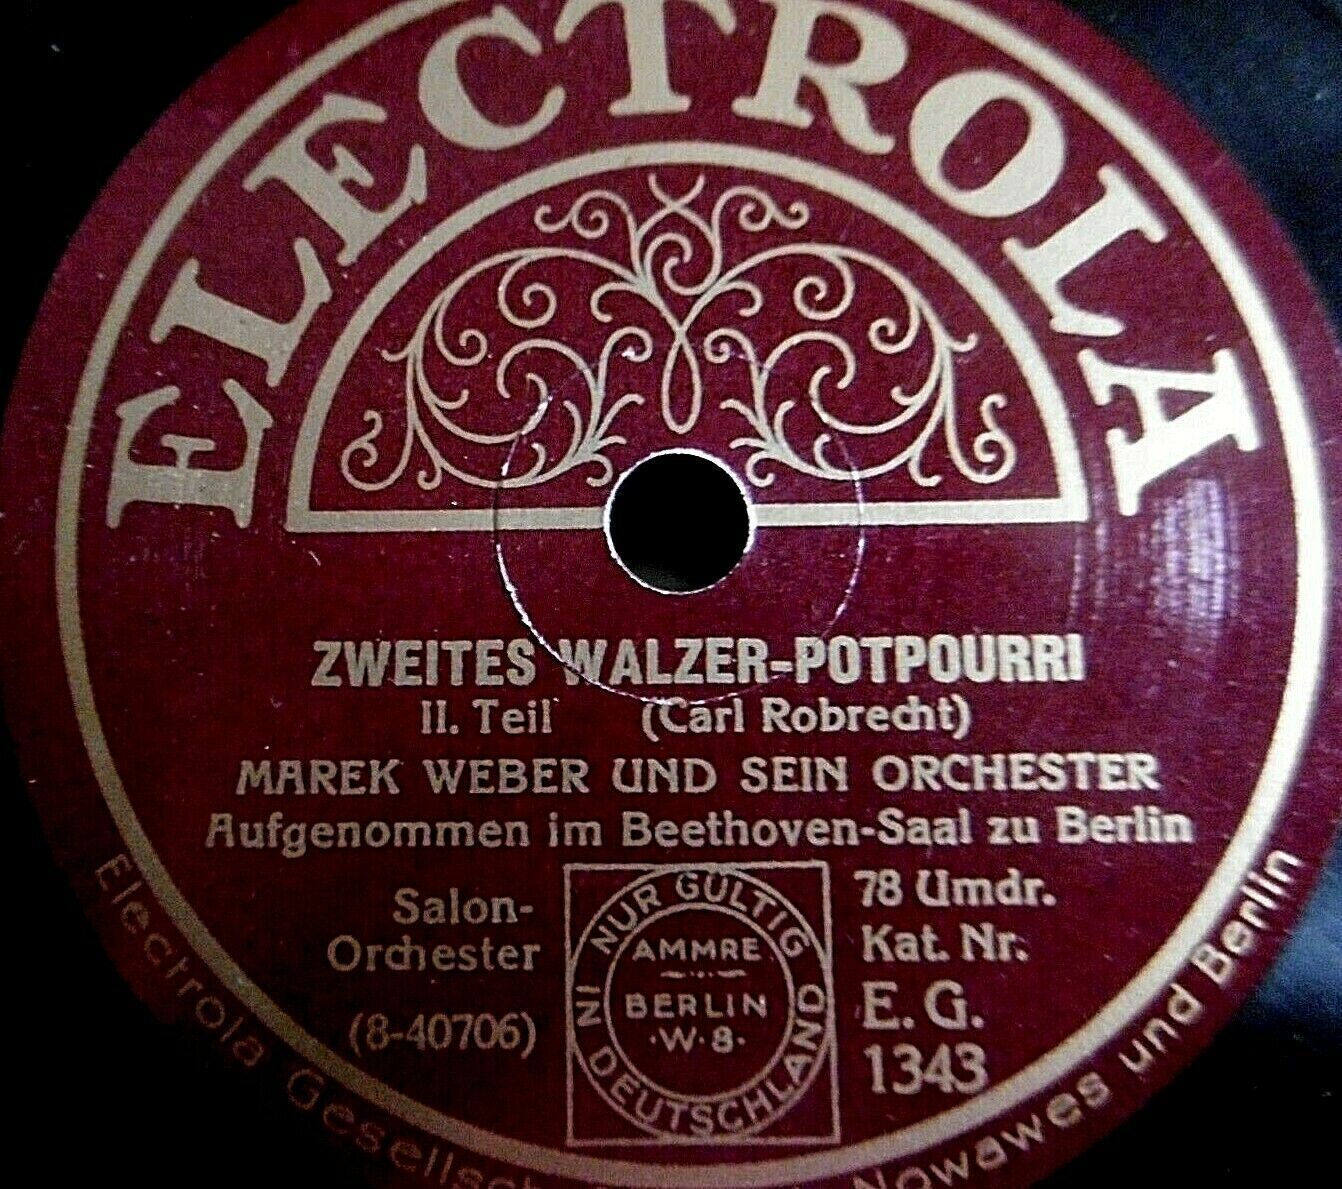 ELECTROLA
ZWEITES WALZER-POTPOURRI
II. Teil (Carl Robrecht)
MAREK WEBER UND SEIN ORCHESTER
Aufgenommen im Beethoven-Saal zu Berlin
Salon-
Orchester
(8-40706)
NUR GÜLTIG
IN DEUTSCHLAND
AMMRE
BERLIN
·W·8·
78 Umdr.
Kat. Nr.
E. G.
1343
Electrola Nowawes und Berlin